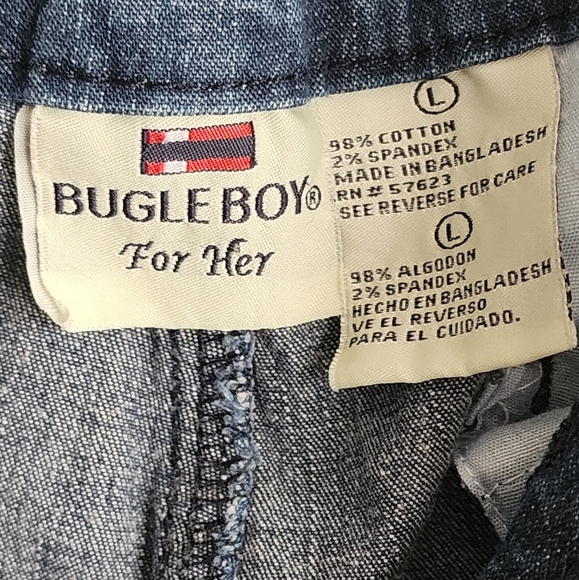 BUGLE BOY®
For Her
L
98% COTTON
2% SPANDEX
MADE IN BANGLADESH
RN # 57623
SEE REVERSE FOR CARE
L
98% ALGODON
2% SPANDEX
HECHO EN BANGLADESH
VE EL REVERSO
PARA EL CUIDADO.